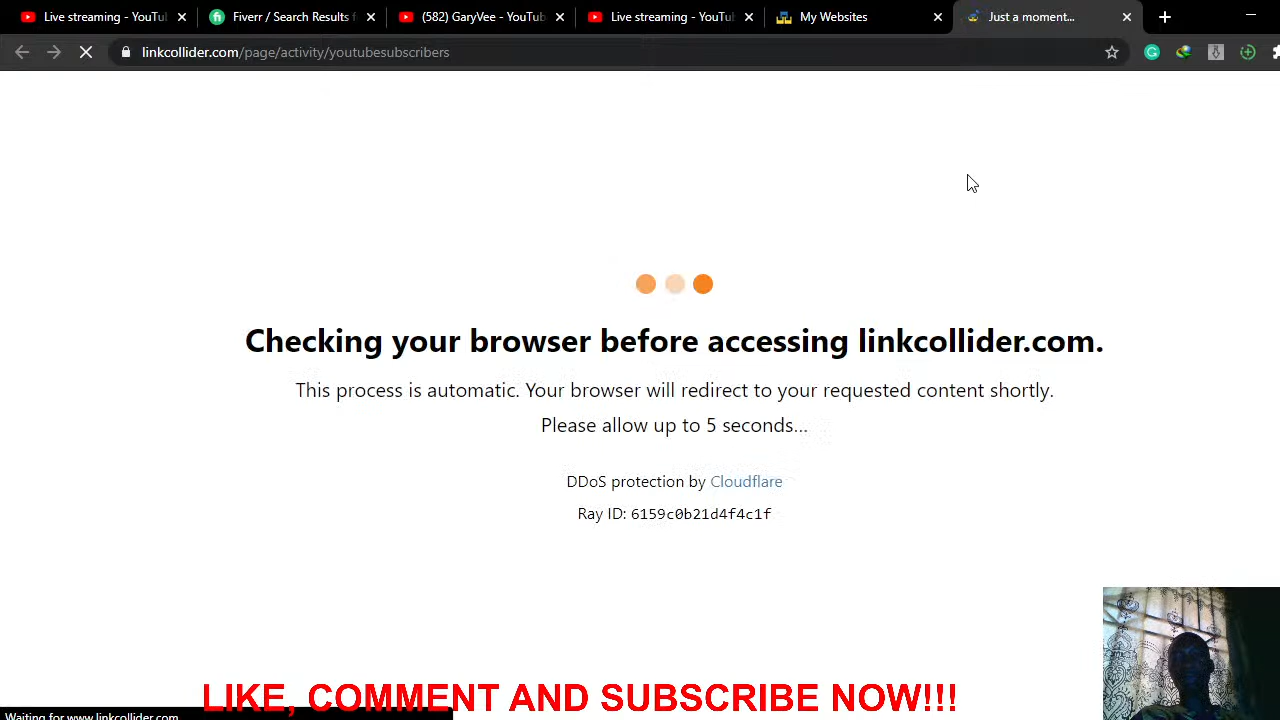 Live streaming - YouTu
Fiverr / Search Results f
(582) GaryVee - YouTub
Live streaming - YouTu
My Websites
Just a moment...
linkcollider.com/page/activity/youtubesubscribers
Checking your browser before accessing linkcollider.com.
This process is automatic. Your browser will redirect to your requested content shortly.
Please allow up to 5 seconds...
DDoS protection by Cloudflare
Ray ID: 6159c0b21d4f4c1f
LIKE, COMMENT AND SUBSCRIBE NOW!!!
Waiting for www.linkcollider.com